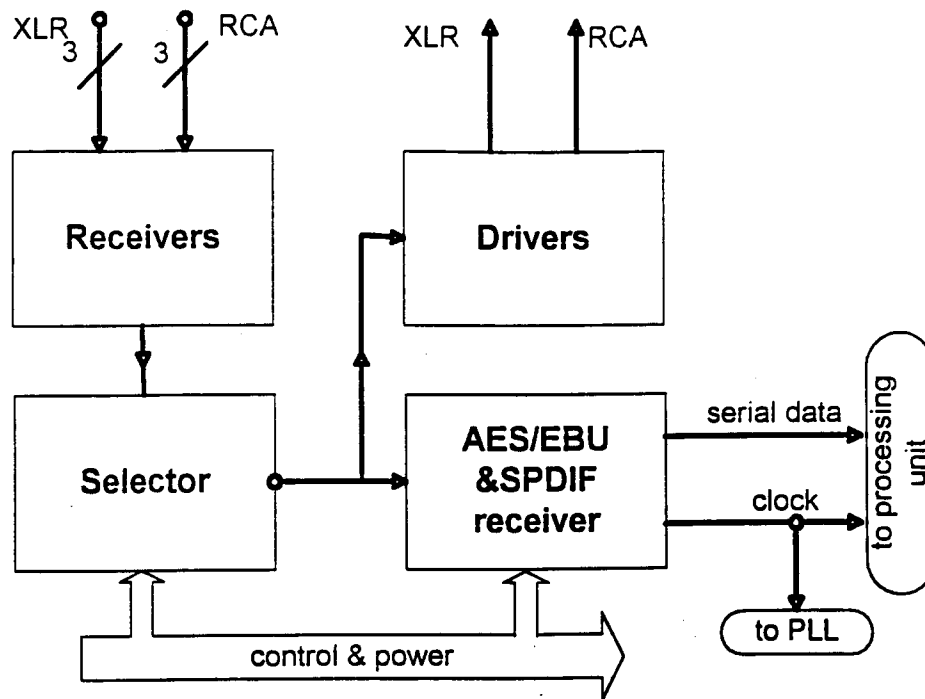 XLR
3
3
RCA
XLR
RCA
Receivers
Drivers
Selector
AES/EBU
&SPDIF
receiver
serial data
clock
to processing
unit
to PLL
control & power